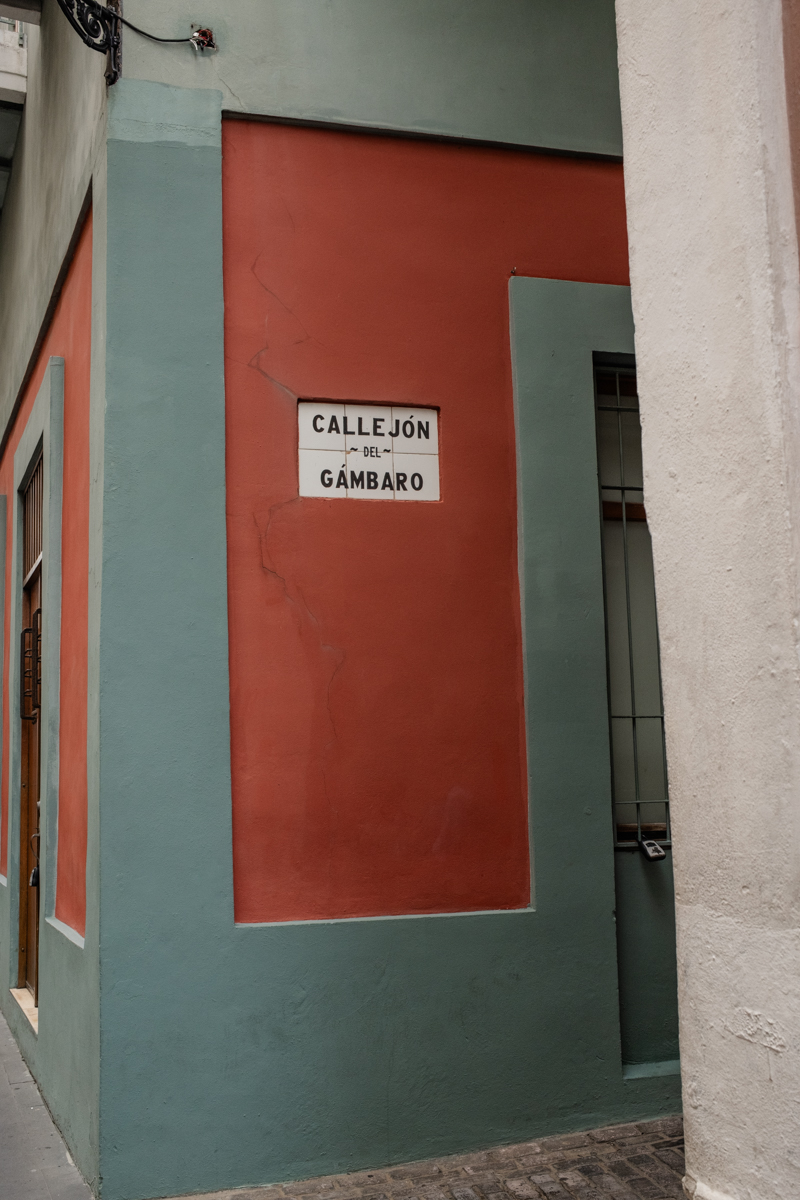 CALLEJÓN
~ DEL ~
GÁMBARO